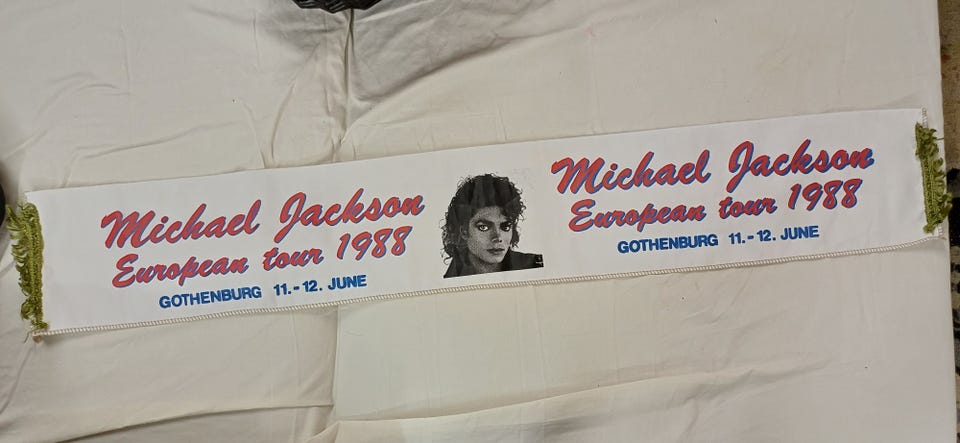 Michael Jackson
European tour 1988
GOTHENBURG 11.-12. JUNE
Michael Jackson
European tour 1988
GOTHENBURG 11.-12. JUNE